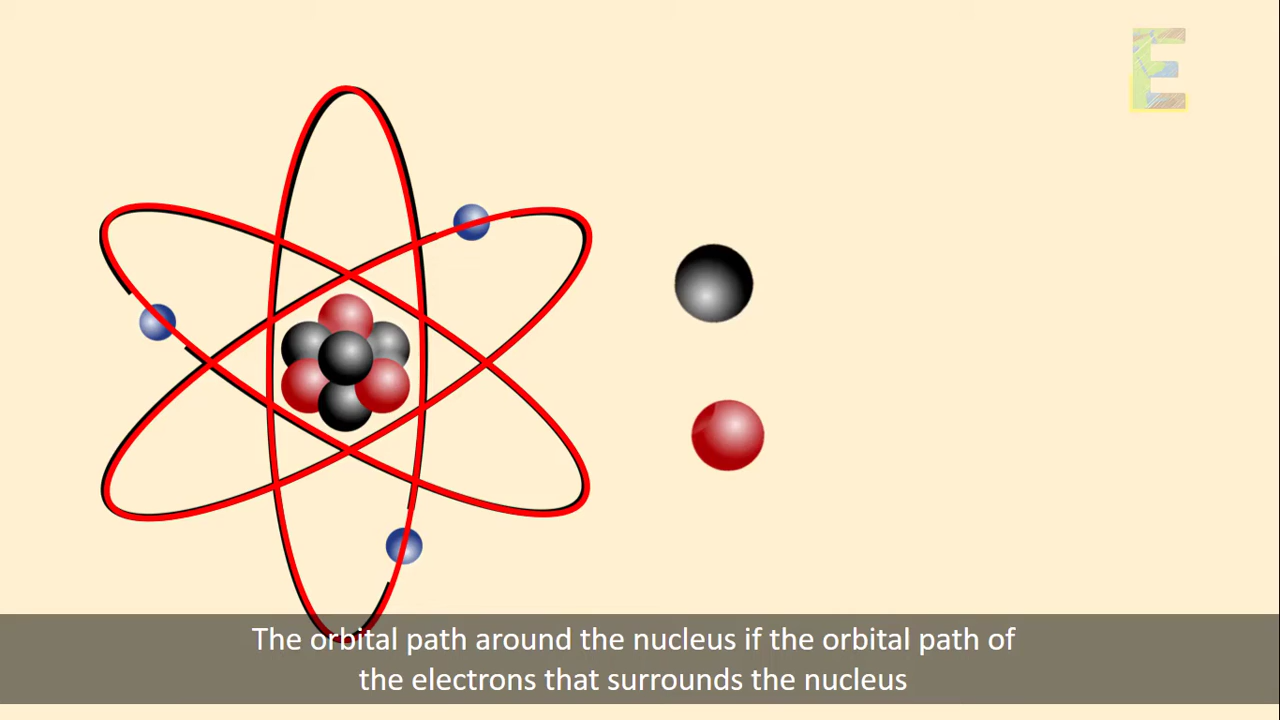 E
The orbital path around the nucleus if the orbital path of
the electrons that surrounds the nucleus